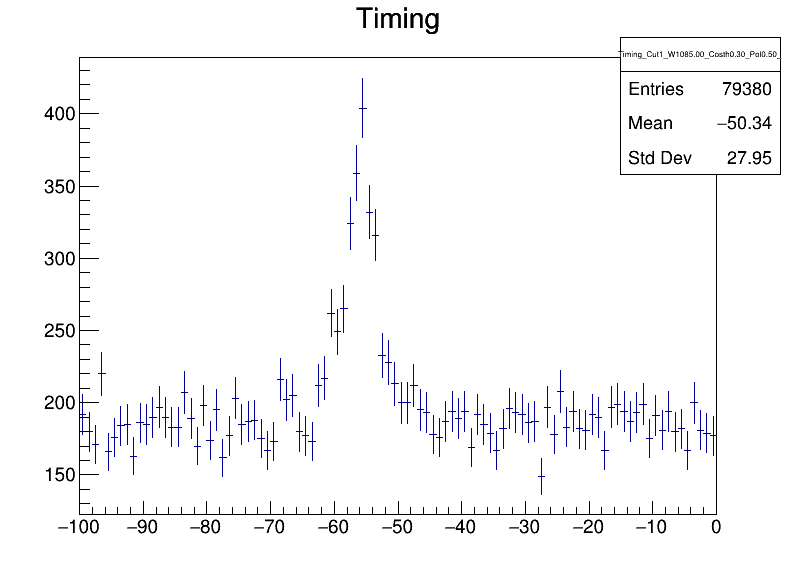 Timing
Timing_Cut1_W1085.00_Costh0.30_Pol0.50_
Entries 79380
Mean −50.34
Std Dev 27.95
400
350
300
250
200
150
−100 −90 −80 −70 −60 −50 −40 −30 −20 −10 0